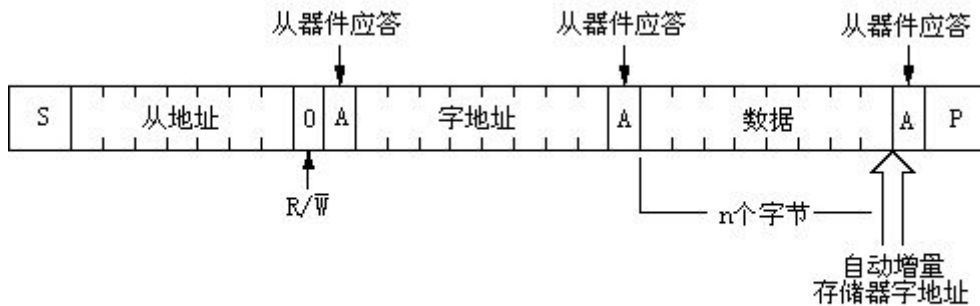 从器件应答 从器件应答 从器件应答
S 从地址 0 A 字地址 A 数据 A P
R/W̅
n个字节
自动增量
存储器字地址